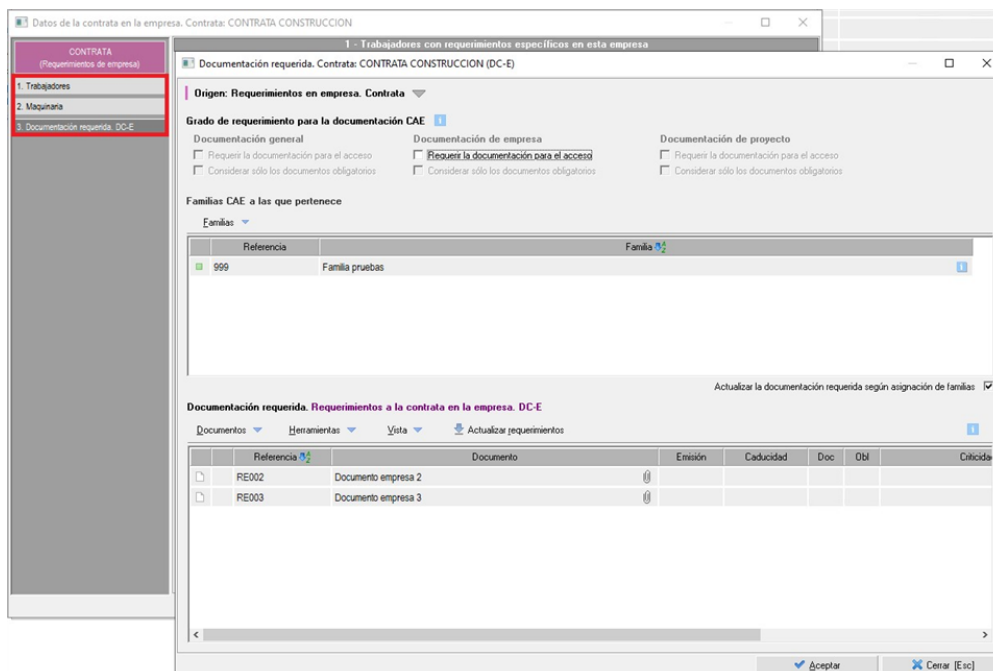 Datos de la contrata en la empresa. Contrata: CONTRATA CONSTRUCCION
CONTRATA
(Requerimientos de empresa)
1. Trabajadores
2. Maquinaria
3. Documentación requerida. DC-E
1 - Trabajadores con requerimientos específicos en esta empresa
Documentación requerida. Contrata: CONTRATA CONSTRUCCION (DC-E)
Origen: Requerimientos en empresa. Contrata
Grado de requerimiento para la documentación CAE
Documentación general Documentación de empresa Documentación de proyecto
Requerir la documentación para el acceso Requerir la documentación para el acceso Requerir la documentación para el acceso
Considerar sólo los documentos obligatorios Considerar sólo los documentos obligatorios Considerar sólo los documentos obligatorios
Familias CAE a las que pertenece
Familias
Referencia Familia
999 Familia pruebas
Actualizar la documentación requerida según asignación de familias
Documentación requerida. Requerimientos a la contrata en la empresa. DC-E
Documentos Herramientas Vista Actualizar requerimientos
Referencia Documento Emisión Caducidad Doc Obl Criticida
RE002 Documento empresa 2
RE003 Documento empresa 3
Aceptar Cerrar [Esc]